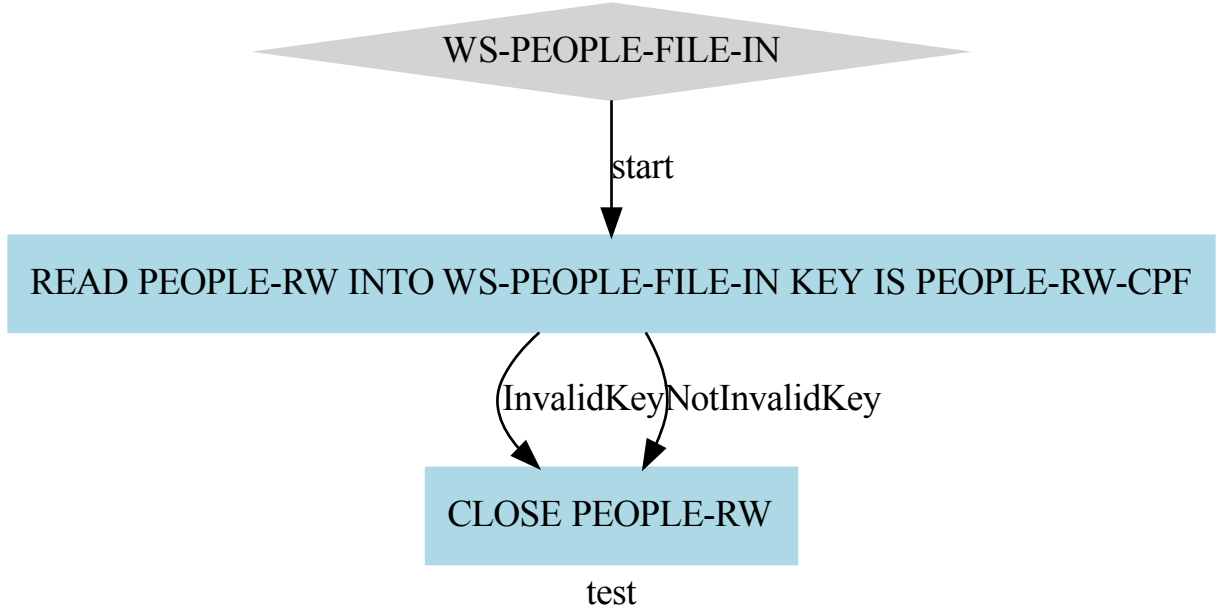 WS-PEOPLE-FILE-IN
start
READ PEOPLE-RW INTO WS-PEOPLE-FILE-IN KEY IS PEOPLE-RW-CPF
InvalidKey NotInvalidKey
CLOSE PEOPLE-RW
test